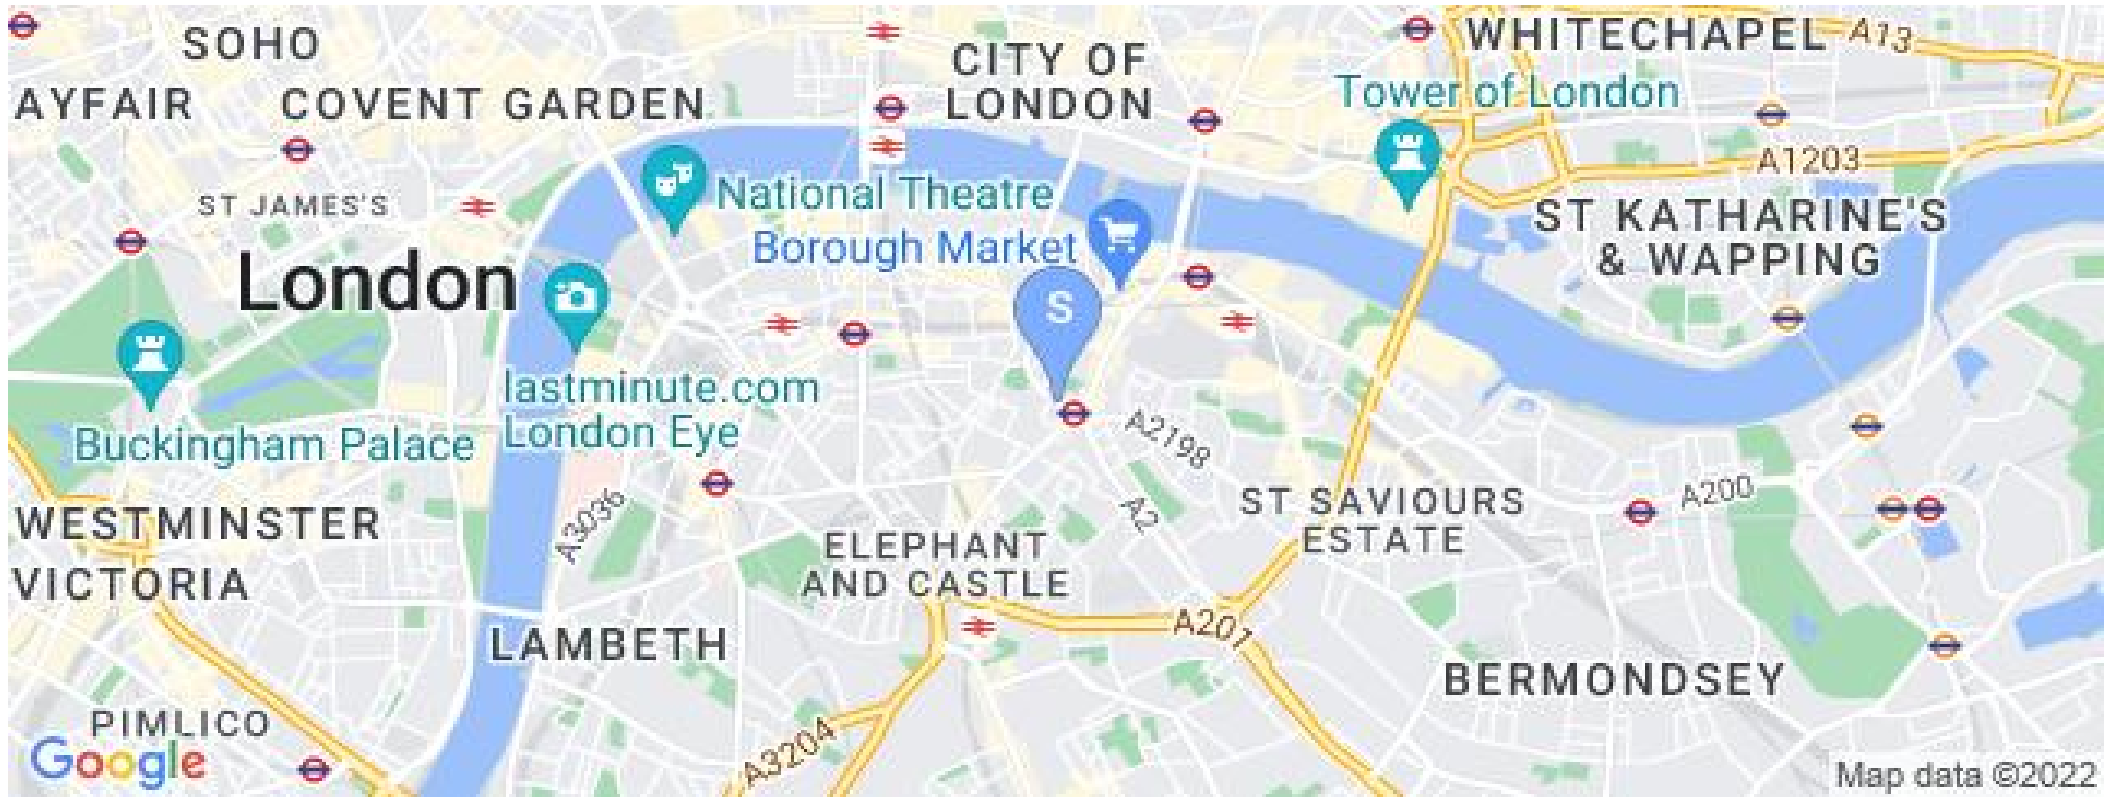 SOHO
CITY OF
LONDON
WHITECHAPEL
A13
AYFAIR
COVENT GARDEN
Tower of London
A1203
ST JAMES'S
National Theatre
Borough Market
ST KATHARINE'S
& WAPPING
London
S
lastminute.com
London Eye
Buckingham Palace
A2198
A200
WESTMINSTER
A3036
A2
ST SAVIOURS
ESTATE
ELEPHANT
AND CASTLE
VICTORIA
A201
LAMBETH
BERMONDSEY
PIMLICO
A3204
Google
Map data ©2022